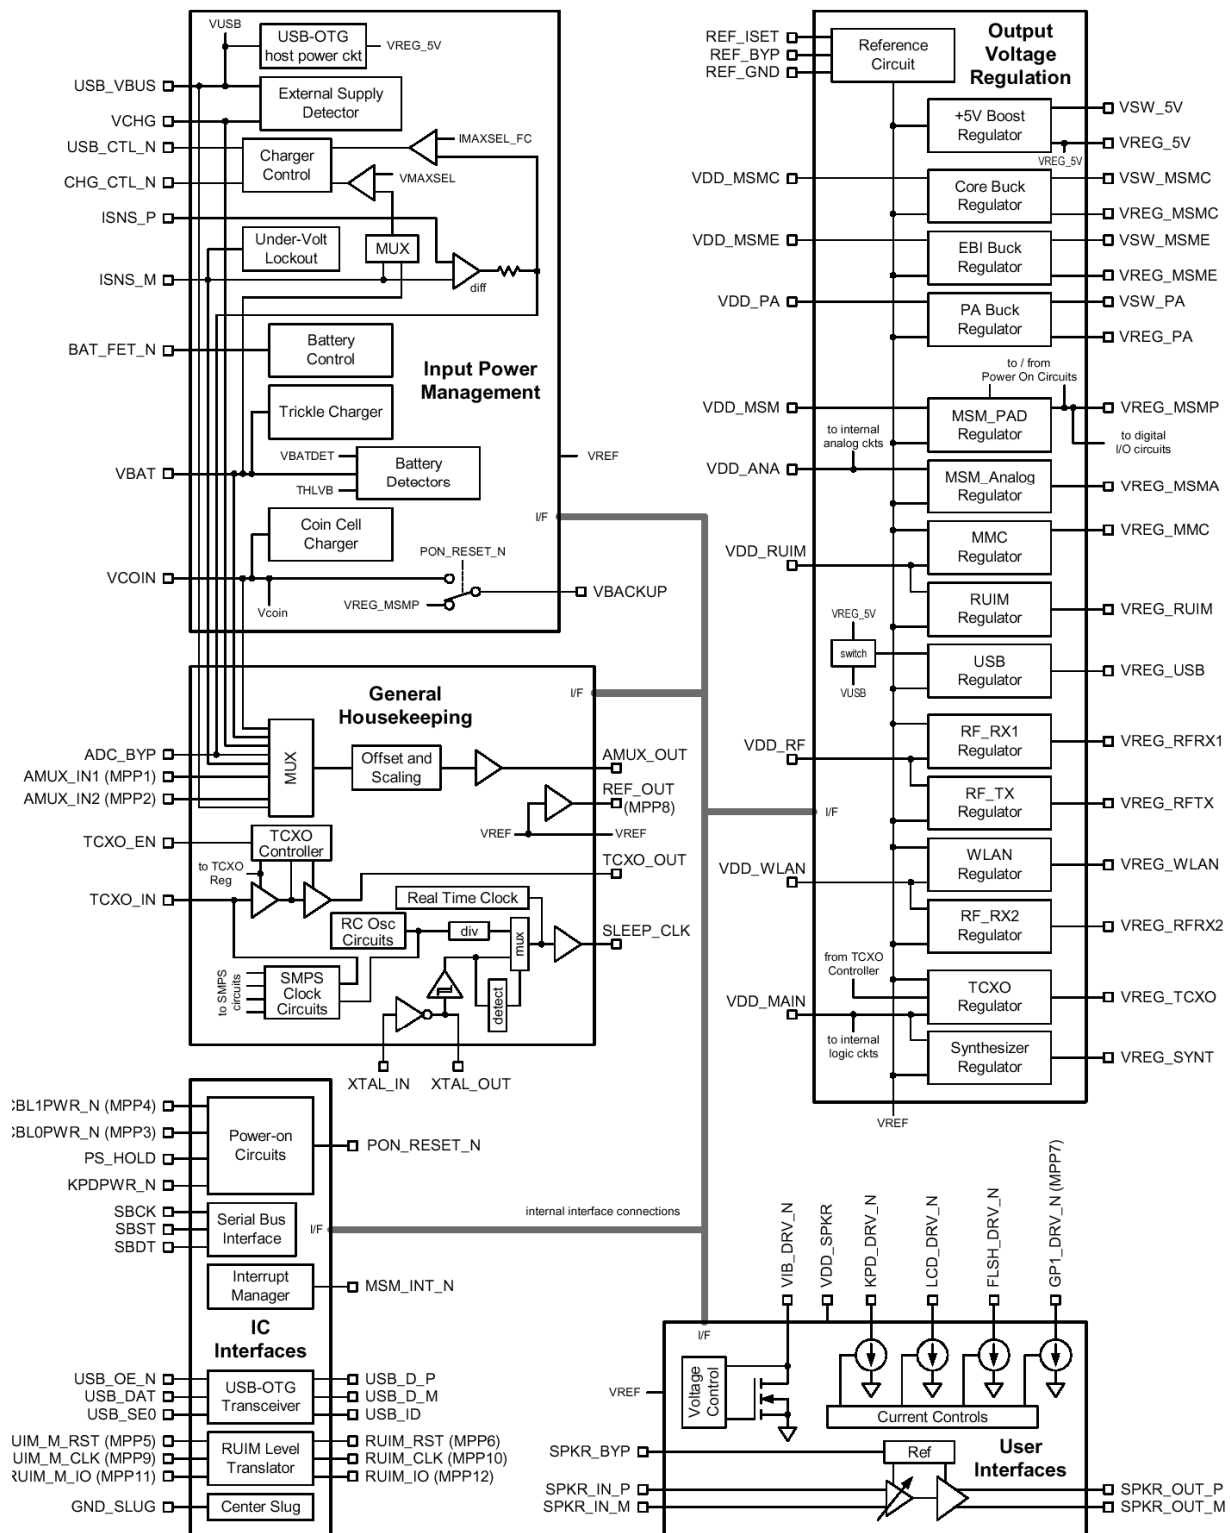 VUSB
USB-OTG
host power ckt
VREG_5V
USB_VBUS
External Supply
Detector
VCHG
USB_CTL_N
Charger
Control
IMAXSEL_FC
CHG_CTL_N
VMAXSEL
ISNS_P
Under-Volt
Lockout
MUX
ISNS_M
diff
BAT_FET_N
Battery
Control
Input Power
Management
Trickle Charger
VBATDET
VBAT
Battery
Detectors
VREF
THLVB
Coin Cell
Charger
I/F
PON_RESET_N
VCOIN
Vcoin
VREG_MSMP
VBACKUP
General
Housekeeping
I/F
ADC_BYP
AMUX_IN1 (MPP1)
AMUX_IN2 (MPP2)
MUX
Offset and
Scaling
AMUX_OUT
REF_OUT
(MPP8)
VREF
VREF
TCXO_EN
TCXO
Controller
to TCXO
Reg
TCXO_OUT
TCXO_IN
Real Time Clock
RC Osc
Circuits
div
mux
SLEEP_CLK
to SMPS
circuits
SMPS
Clock
Circuits
detect
XTAL_IN
XTAL_OUT
CBL1PWR_N (MPP4)
CBL0PWR_N (MPP3)
PS_HOLD
KPDPWR_N
Power-on
Circuits
PON_RESET_N
SBCK
SBST
SBDT
Serial Bus
Interface
I/F
internal interface connections
Interrupt
Manager
MSM_INT_N
IC
Interfaces
USB_OE_N
USB_DAT
USB_SE0
USB-OTG
Transceiver
USB_D_P
USB_D_M
USB_ID
RUIM_M_RST (MPP5)
RUIM_M_CLK (MPP9)
RUIM_M_IO (MPP11)
RUIM Level
Translator
RUIM_RST (MPP6)
RUIM_CLK (MPP10)
RUIM_IO (MPP12)
GND_SLUG
Center Slug
REF_ISET
REF_BYP
REF_GND
Reference
Circuit
Output
Voltage
Regulation
+5V Boost
Regulator
VSW_5V
VREG_5V
VREG_5V
VDD_MSMC
Core Buck
Regulator
VSW_MSMC
VREG_MSMC
VDD_MSME
EBI Buck
Regulator
VSW_MSME
VREG_MSME
VDD_PA
PA Buck
Regulator
VSW_PA
VREG_PA
to / from
Power On Circuits
VDD_MSM
MSM_PAD
Regulator
VREG_MSMP
to internal
analog ckts
to digital
I/O circuits
VDD_ANA
MSM_Analog
Regulator
VREG_MSMA
MMC
Regulator
VREG_MMC
VDD_RUIM
RUIM
Regulator
VREG_RUIM
VREG_5V
switch
VUSB
USB
Regulator
VREG_USB
VDD_RF
RF_RX1
Regulator
VREG_RFRX1
RF_TX
Regulator
VREG_RFTX
I/F
WLAN
Regulator
VREG_WLAN
VDD_WLAN
RF_RX2
Regulator
VREG_RFRX2
from TCXO
Controller
TCXO
Regulator
VREG_TCXO
VDD_MAIN
to internal
logic ckts
Synthesizer
Regulator
VREG_SYNT
VREF
VIB_DRV_N
VDD_SPKR
KPD_DRV_N
LCD_DRV_N
FLSH_DRV_N
GP1_DRV_N (MPP7)
I/F
VREF
Voltage
Control
Current Controls
SPKR_BYP
Ref
User
Interfaces
SPKR_IN_P
SPKR_IN_M
SPKR_OUT_P
SPKR_OUT_M